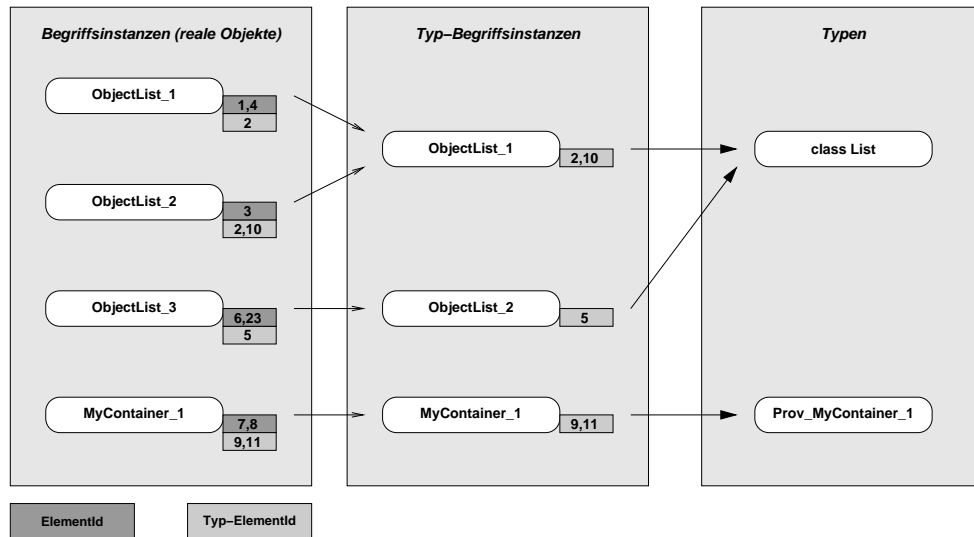 Begriffsinstanzen (reale Objekte)
ObjectList_1
1,4
2
ObjectList_2
3
2,10
ObjectList_3
6,23
5
MyContainer_1
7,8
9,11
Typ–Begriffsinstanzen
ObjectList_1
2,10
ObjectList_2
5
MyContainer_1
9,11
Typen
class List
Prov_MyContainer_1
ElementId
Typ–ElementId